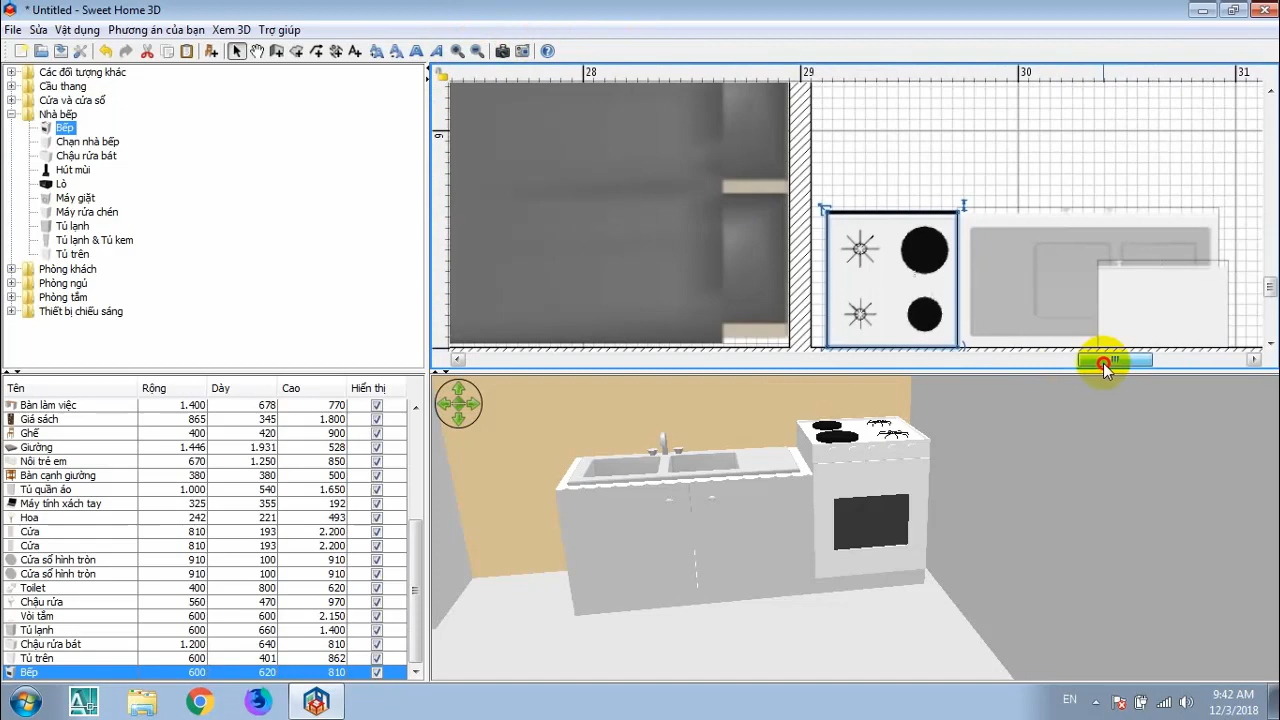 * Untitled - Sweet Home 3D
File Sửa Vật dụng Phương án của bạn Xem 3D Trợ giúp
Các đối tượng khác
Cầu thang
Cửa và cửa sổ
Nhà bếp
Bếp
Chạn nhà bếp
Chậu rửa bát
Hút mùi
Lò
Máy giặt
Máy rửa chén
Tủ lạnh
Tủ lạnh & Tủ kem
Tủ trên
Phòng khách
Phòng ngủ
Phòng tắm
Thiết bị chiếu sáng
28 29 30 31
9
Tên Rộng Dày Cao Hiển thị
Bàn làm việc 1.400 678 770
Giá sách 865 345 1.800
Ghế 400 420 900
Giường 1.446 1.931 528
Nôi trẻ em 670 1.250 850
Bàn cạnh giường 380 380 500
Tủ quần áo 1.000 540 1.650
Máy tính xách tay 325 355 192
Hoa 242 221 493
Cửa 810 193 2.200
Cửa 810 193 2.200
Cửa sổ hình tròn 910 100 910
Cửa sổ hình tròn 910 100 910
Toilet 400 800 620
Chậu rửa 560 470 970
Vòi tắm 600 600 2.150
Tủ lạnh 600 660 1.400
Chậu rửa bát 1.200 640 810
Tủ trên 600 401 862
Bếp 600 620 810
EN
9:42 AM
12/3/2018